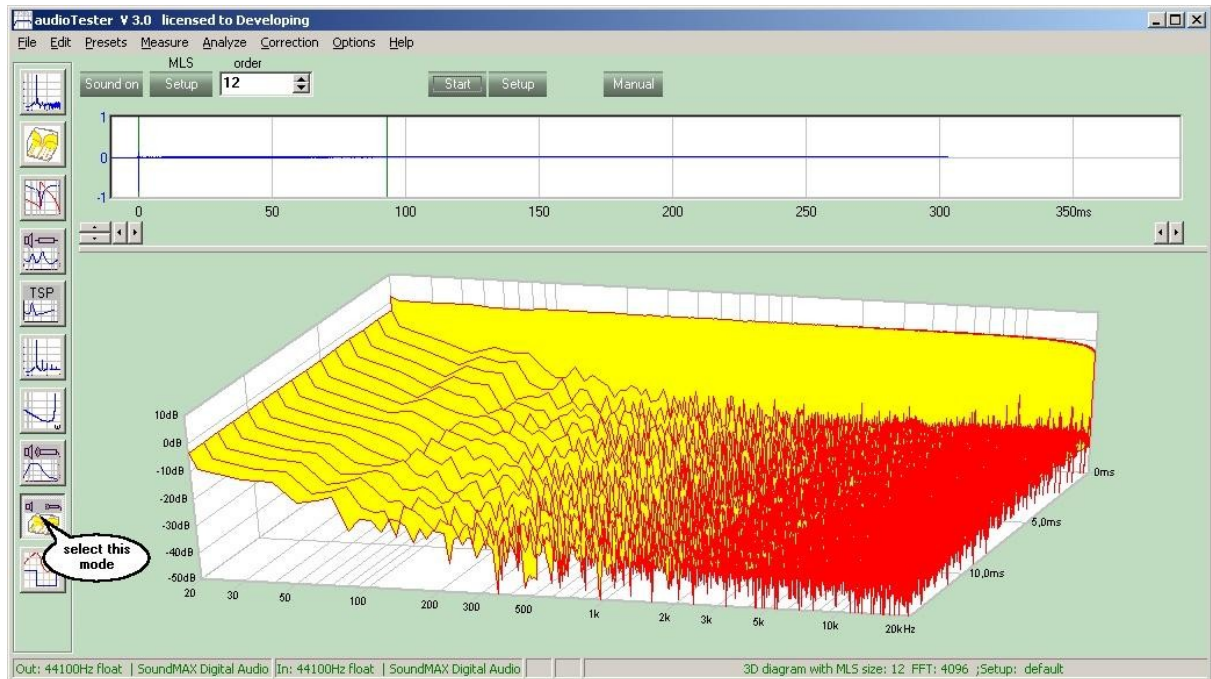 audioTester V 3.0 licensed to Developing
File Edit Presets Measure Analyze Correction Options Help
MLS order
Sound on Setup 12 Start Setup Manual
1
0
-1
0 50 100 150 200 250 300 350ms
TSP
10dB
0dB
-10dB
-20dB
-30dB
-40dB
-50dB
20 30 50 100 200 300 500 1k 2k 3k 5k 10k 20kHz
0ms
5,0ms
10,0ms
ω
select this
mode
Out: 44100Hz float | SoundMAX Digital Audio In: 44100Hz float | SoundMAX Digital Audio 3D diagram with MLS size: 12 FFT: 4096 ;Setup: default